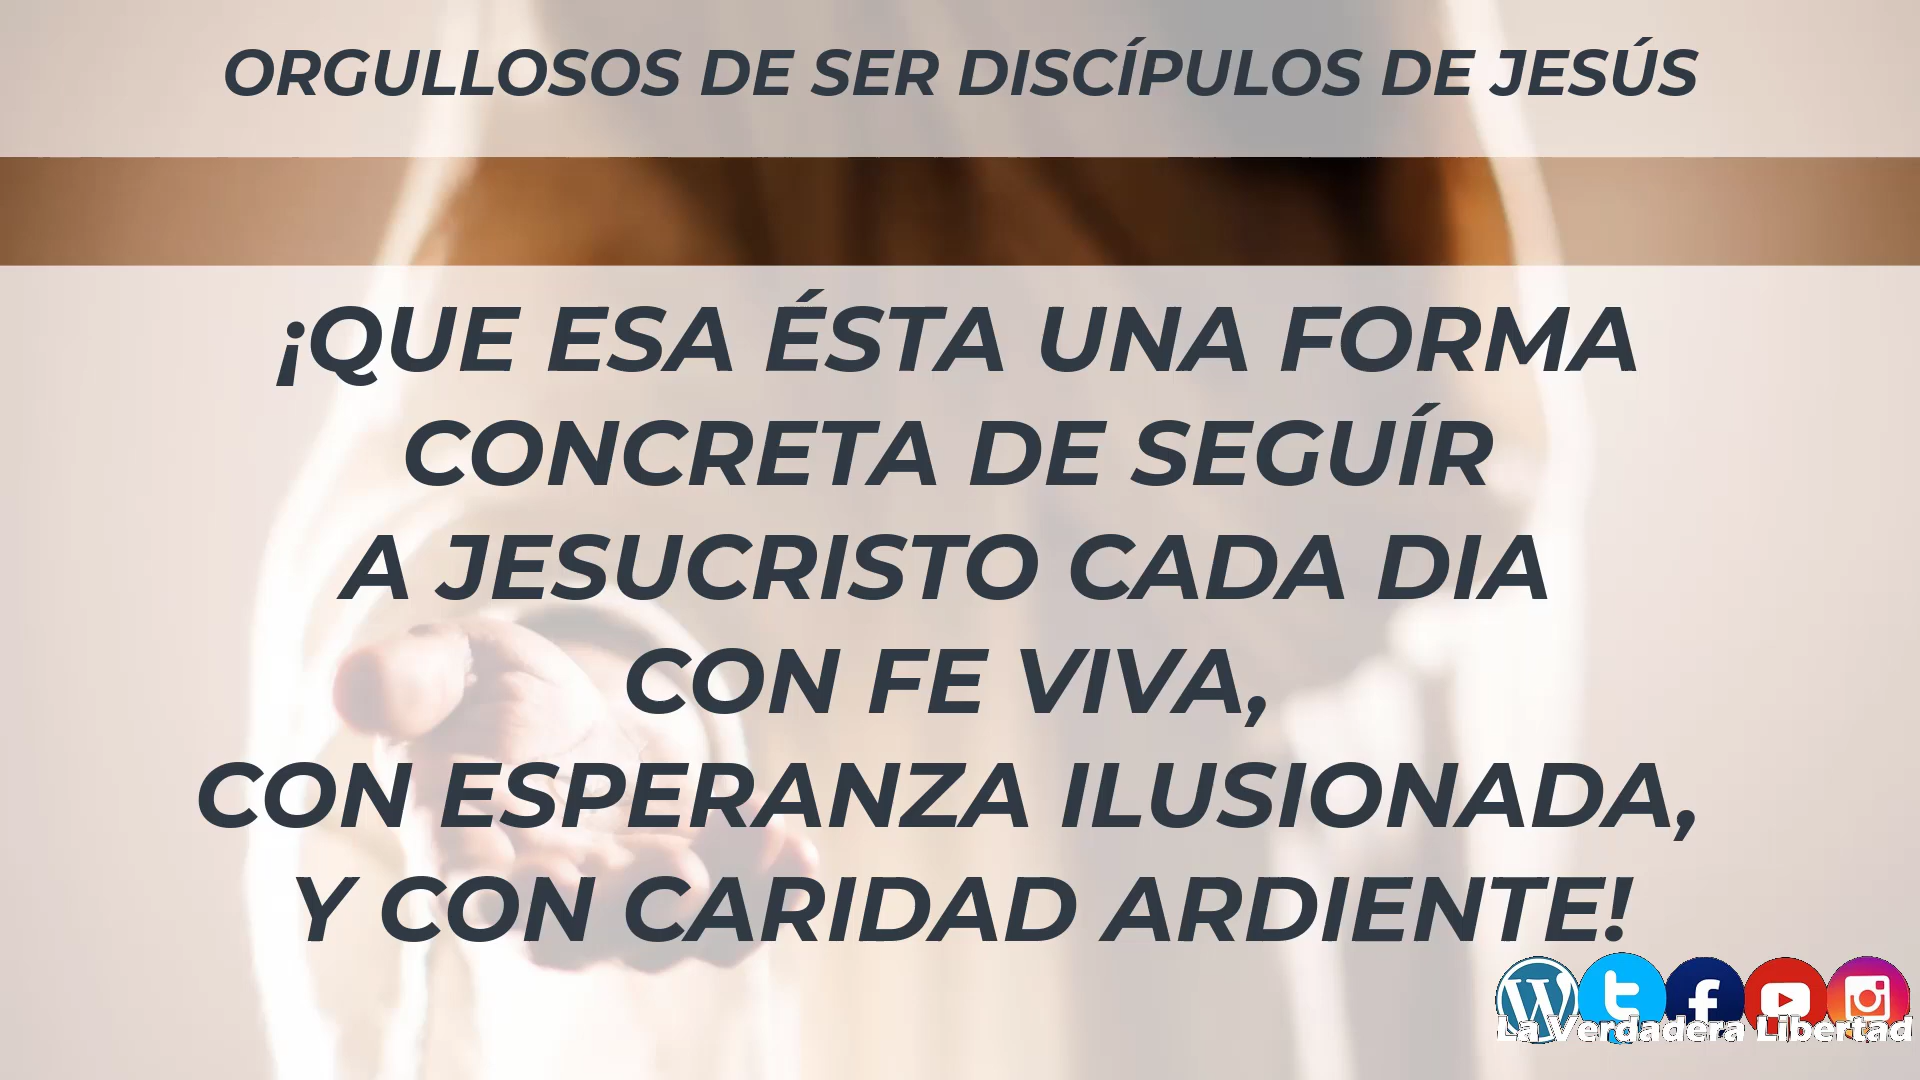 ORGULLOSOS DE SER DISCÍPULOS DE JESÚS
¡QUE ESA ÉSTA UNA FORMA
CONCRETA DE SEGUÍR
A JESUCRISTO CADA DIA
CON FE VIVA,
CON ESPERANZA ILUSIONADA,
Y CON CARIDAD ARDIENTE!
La Verdadera Libertad